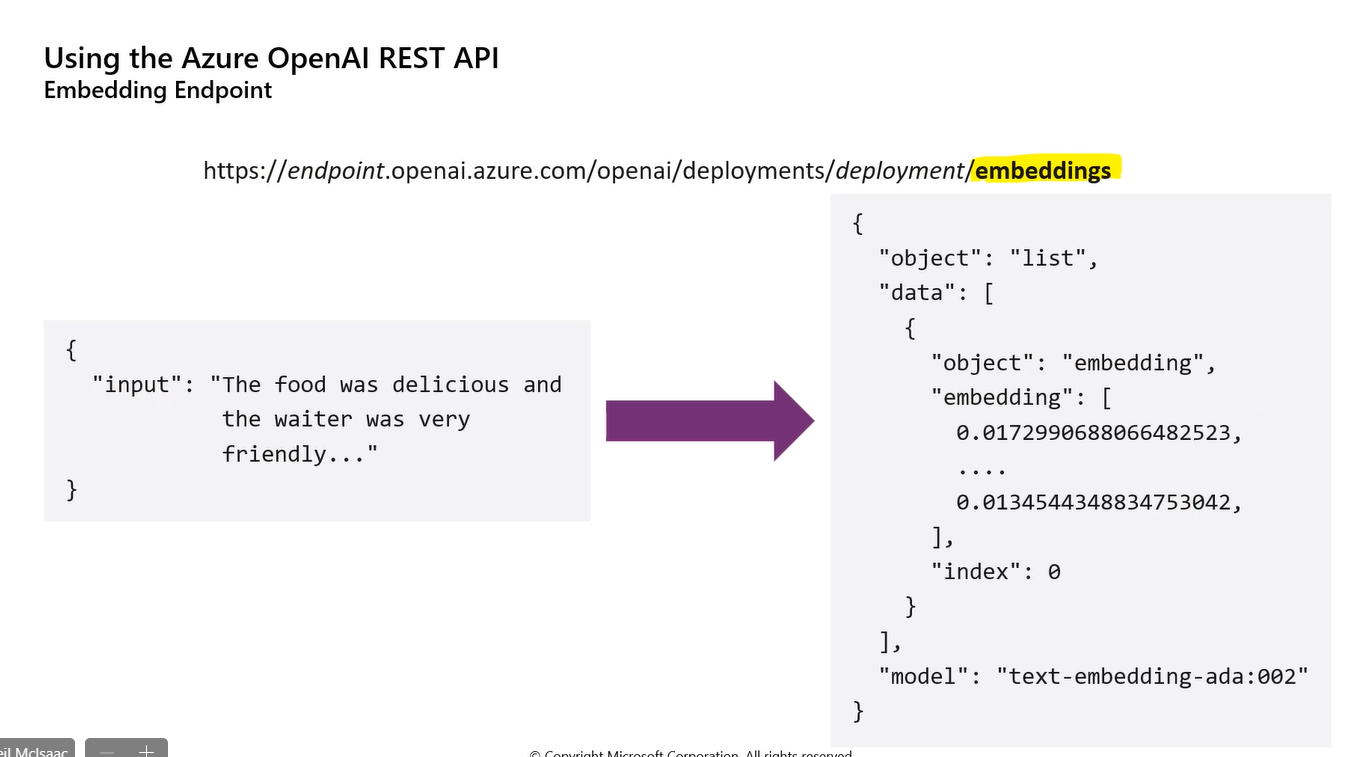 Using the Azure OpenAI REST API
Embedding Endpoint
https://endpoint.openai.azure.com/openai/deployments/deployment/embeddings
{
"input": "The food was delicious and
the waiter was very
friendly..."
}
{
"object": "list",
"data": [
{
"object": "embedding",
"embedding": [
0.0172990688066482523,
....
0.0134544348834753042,
],
"index": 0
}
],
"model": "text-embedding-ada:002"
}
McIsaac
© Copyright Microsoft Corporation. All rights reserved.